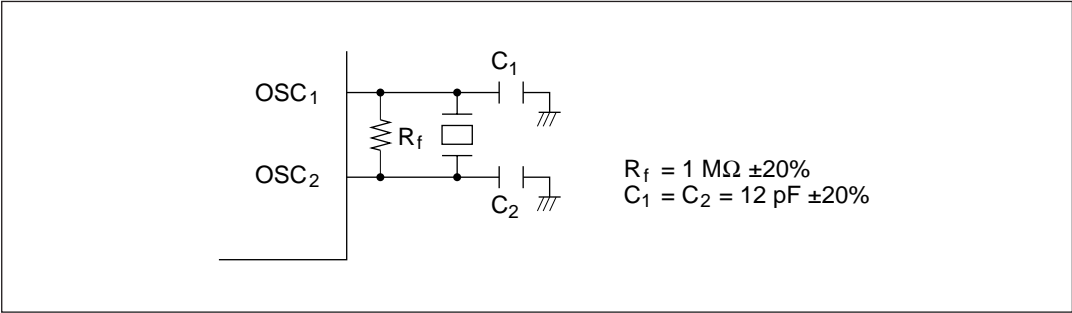 C1
OSC1
Rf
OSC2
C2
Rf = 1 MΩ ±20%
C1 = C2 = 12 pF ±20%